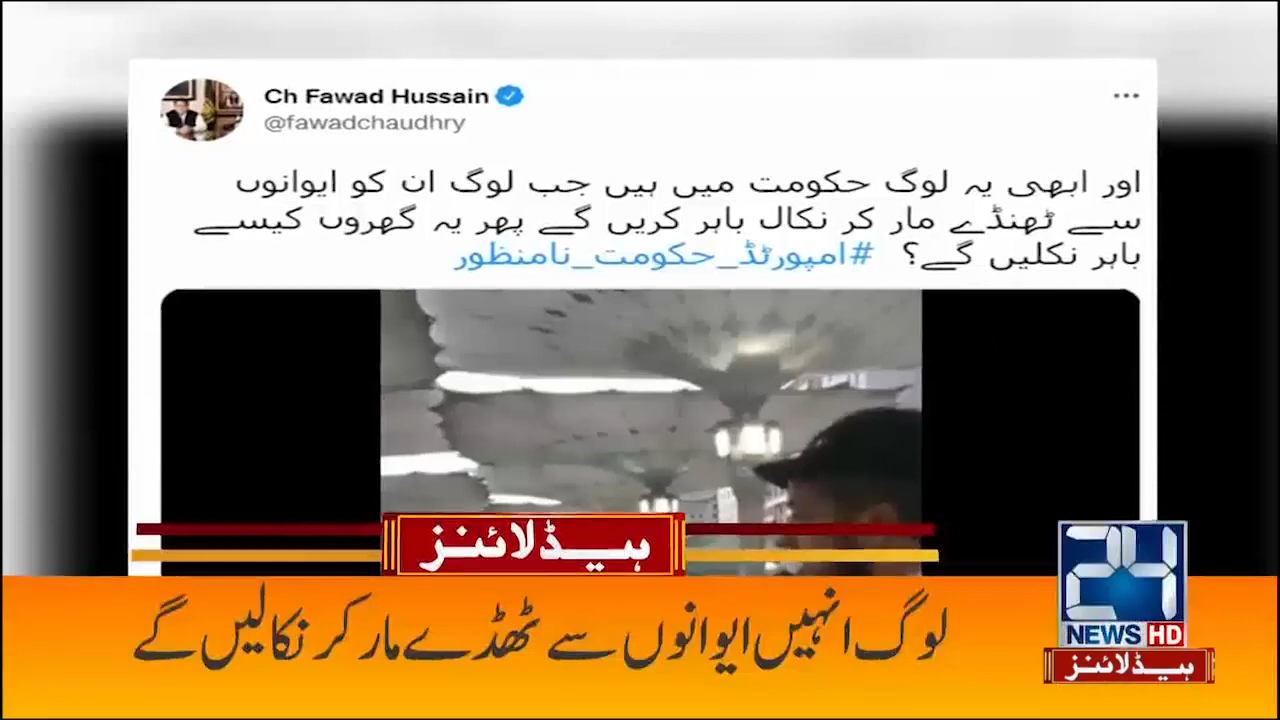 Ch Fawad Hussain
@fawadchaudhry
اور ابھی یہ لوگ حکومت میں ہیں جب لوگ ان کو ایوانوں
سے ٹھنڈے مار کر نکال باہر کریں گے پھر یہ گھروں کیسے
باہر نکلیں گے؟ #امپورٹڈ_حکومت_نامنظور
ہیڈلائنز
لوگ انہیں ایوانوں سے ٹھڈے مار کر نکالیں گے
24
NEWS HD
ہیڈلائنز